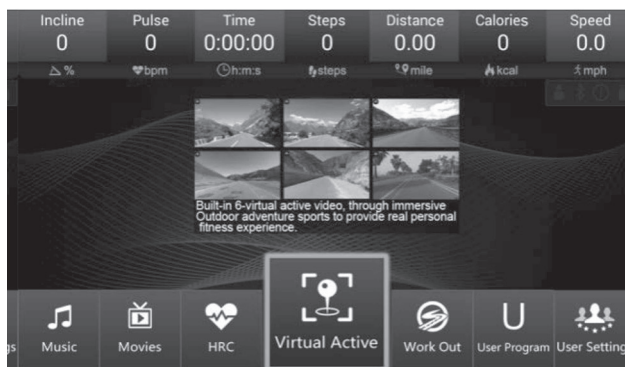 Incline Pulse Time Steps Distance Calories Speed
0 0 0:00:00 0 0.00 0 0.0
% bpm h:m:s steps mile kcal mph
Built-in 6-virtual active video, through immersive
Outdoor adventure sports to provide real personal
fitness experience.
gs Music Movies HRC Virtual Active Work Out User Program User Setting